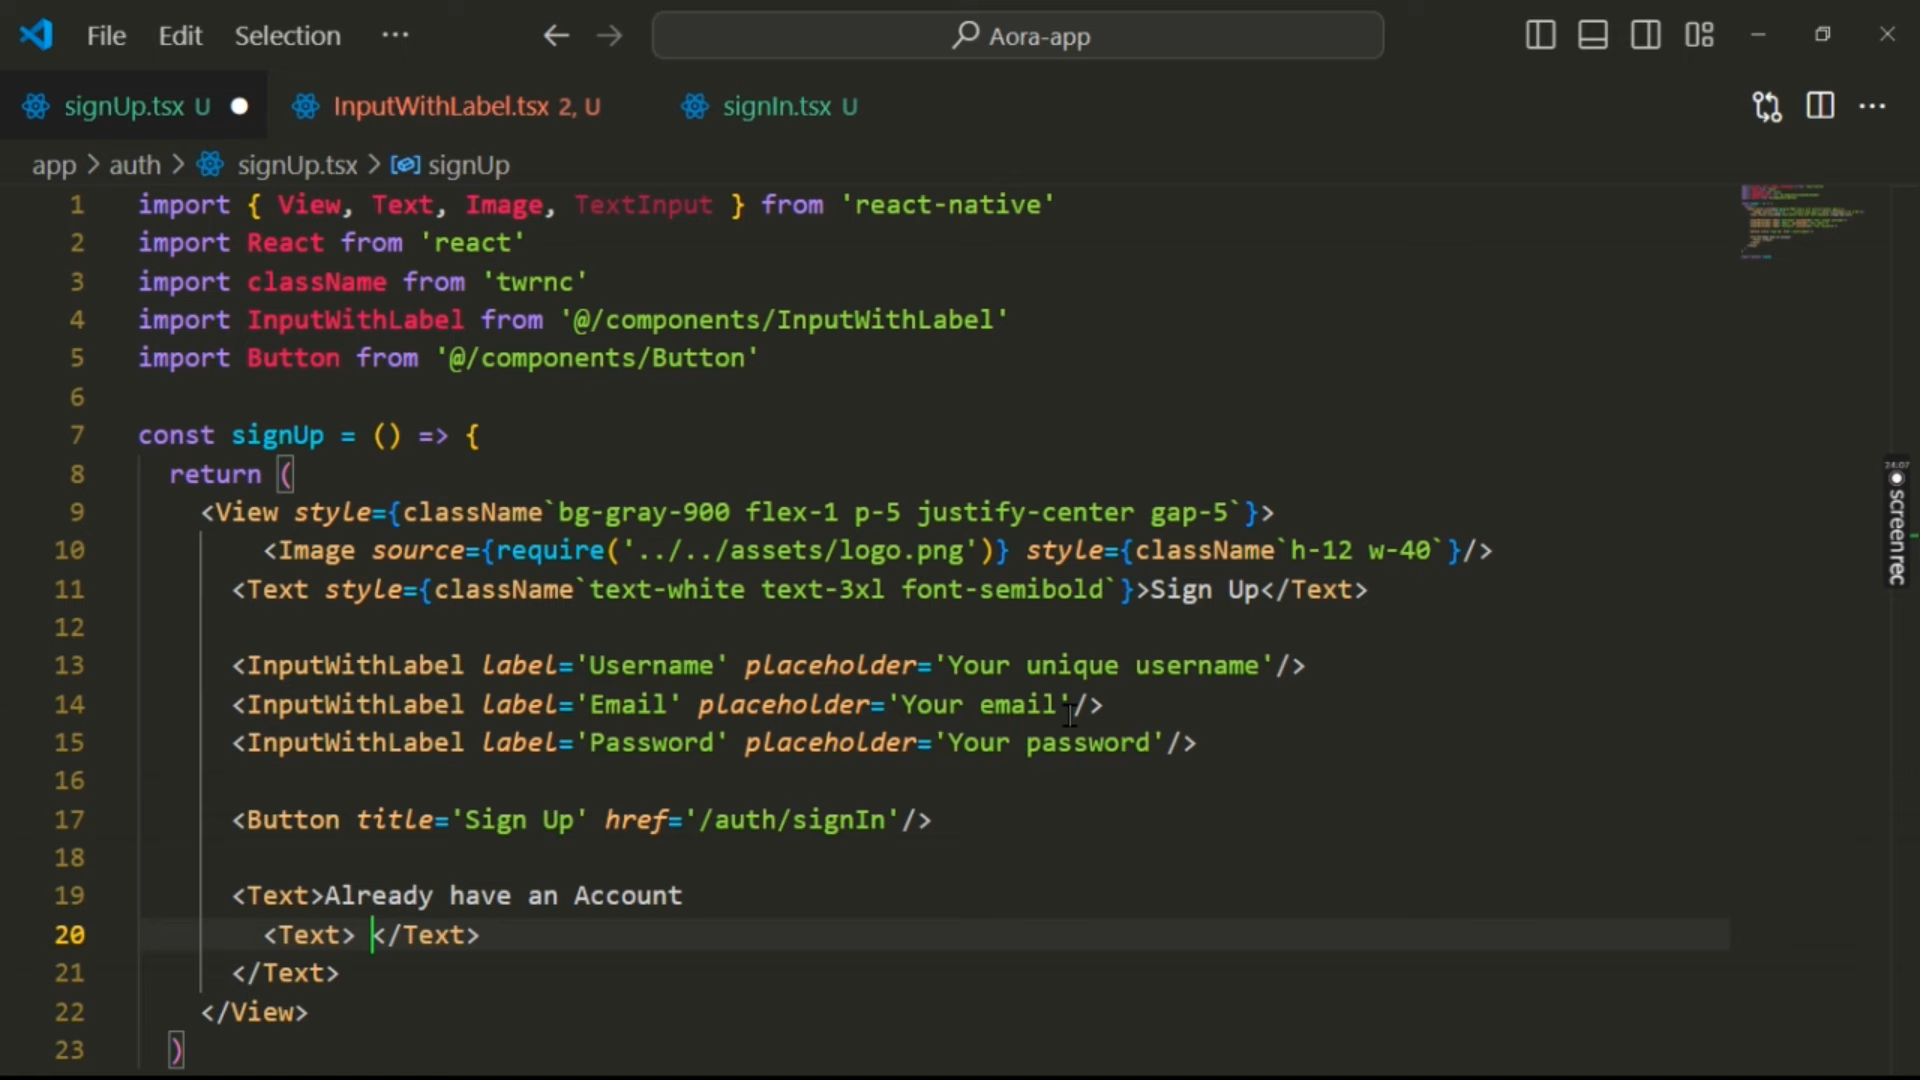 File Edit Selection ··· Aora-app
signUp.tsx U InputWithLabel.tsx 2, U signIn.tsx U
app > auth > signUp.tsx > signUp
1 import { View, Text, Image, TextInput } from 'react-native'
2 import React from 'react'
3 import className from 'twrnc'
4 import InputWithLabel from '@/components/InputWithLabel'
5 import Button from '@/components/Button'
6
7 const signUp = () => {
8 return (
9 <View style={className`bg-gray-900 flex-1 p-5 justify-center gap-5`}>
10 <Image source={require('../../assets/logo.png')} style={className`h-12 w-40`}/>
11 <Text style={className`text-white text-3xl font-semibold`}>Sign Up</Text>
12
13 <InputWithLabel label='Username' placeholder='Your unique username'/>
14 <InputWithLabel label='Email' placeholder='Your email'/>
15 <InputWithLabel label='Password' placeholder='Your password'/>
16
17 <Button title='Sign Up' href='/auth/signIn'/>
18
19 <Text>Already have an Account
20 <Text> </Text>
21 </Text>
22 </View>
23 )
24:07
screen rec